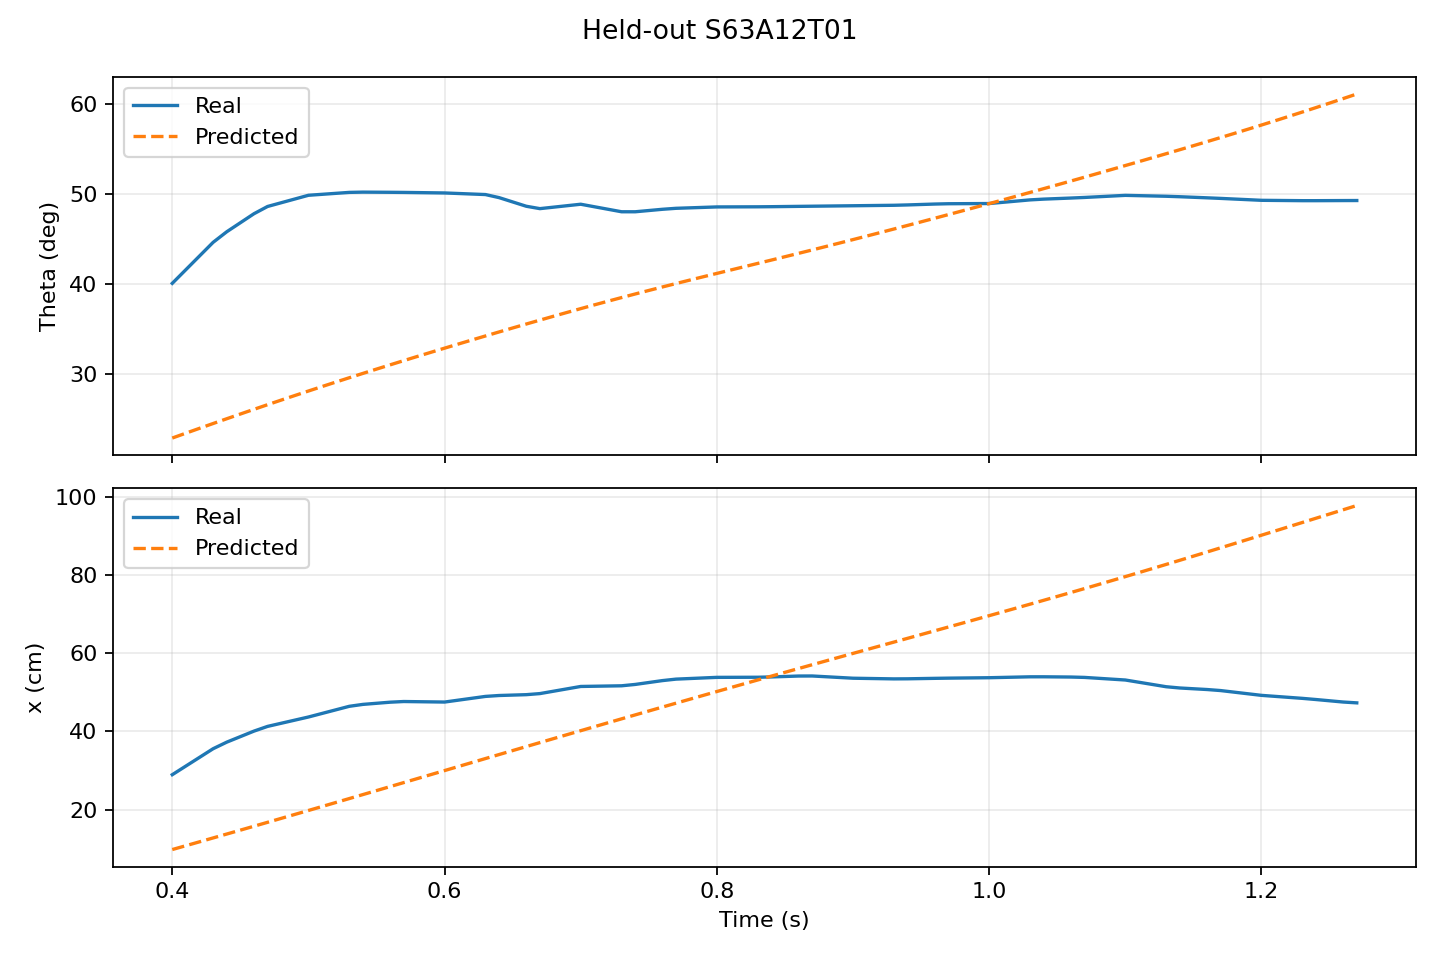 Held-out S63A12T01
Real
Predicted
60
50
40
30
Theta (deg)
Real
Predicted
100
80
60
40
20
x (cm)
0.4 0.6 0.8 1.0 1.2
Time (s)